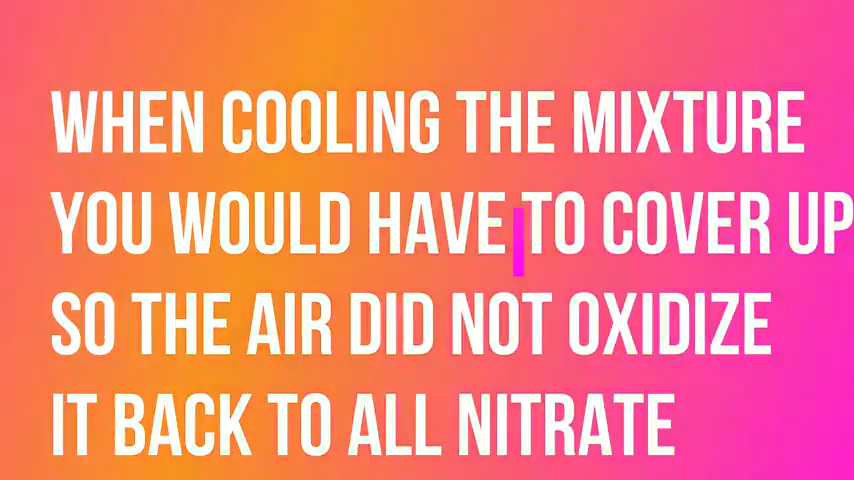 WHEN COOLING THE MIXTURE
YOU WOULD HAVE TO COVER UP
SO THE AIR DID NOT OXIDIZE
IT BACK TO ALL NITRATE